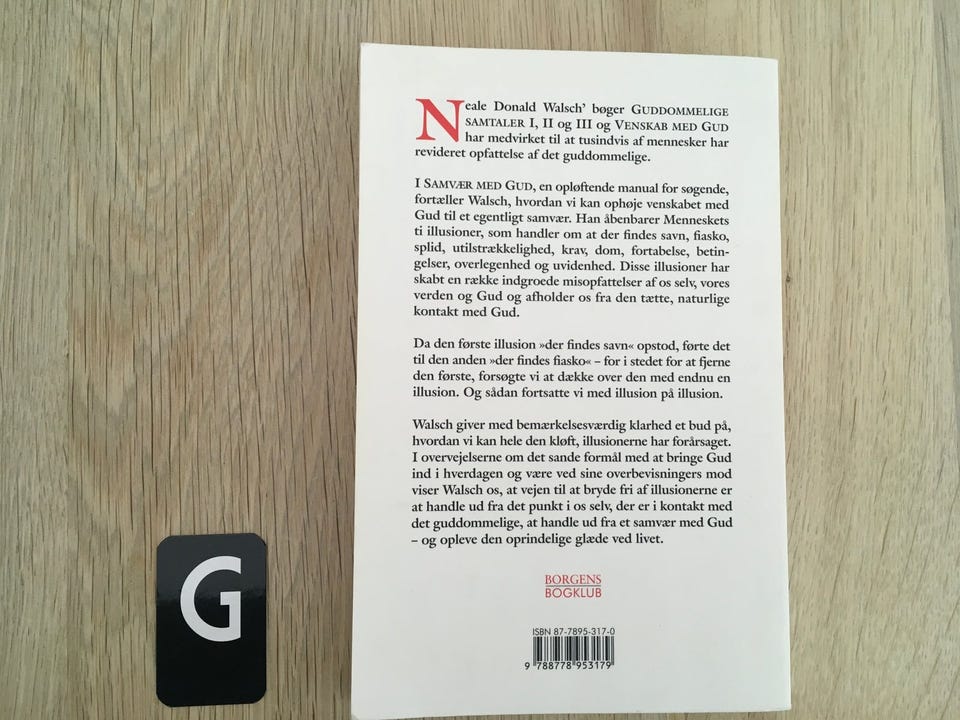 Neale Donald Walsch' bøger GUDDOMMELIGE
SAMTALER I, II og III og VENSKAB MED GUD
har medvirket til at tusindvis af mennesker har
revideret opfattelse af det guddommelige.
I SAMVÆR MED GUD, en opløftende manual for søgende,
fortæller Walsch, hvordan vi kan ophøje venskabet med
Gud til et egentligt samvær. Han åbenbarer Menneskets
ti illusioner, som handler om at der findes savn, fiasko,
splid, utilstrækkelighed, krav, dom, fortabelse, betin-
gelser, overlegenhed og uvidenhed. Disse illusioner har
skabt en række indgroede misopfattelser af os selv, vores
verden og Gud og afholder os fra den tætte, naturlige
kontakt med Gud.
Da den første illusion »der findes savn« opstod, førte det
til den anden »der findes fiasko« – for i stedet for at fjerne
den første, forsøgte vi at dække over den med endnu en
illusion. Og sådan fortsatte vi med illusion på illusion.
Walsch giver med bemærkelsesværdig klarhed et bud på,
hvordan vi kan hele den kløft, illusionerne har forårsaget.
I overvejelserne om det sande formål med at bringe Gud
ind i hverdagen og være ved sine overbevisningers mod
viser Walsch os, at vejen til at bryde fri af illusionerne er
at handle ud fra det punkt i os selv, der er i kontakt med
det guddommelige, at handle ud fra et samvær med Gud
– og opleve den oprindelige glæde ved livet.
BORGENS
BOGKLUB
ISBN 87-7895-317-0
9 788778 953179
G